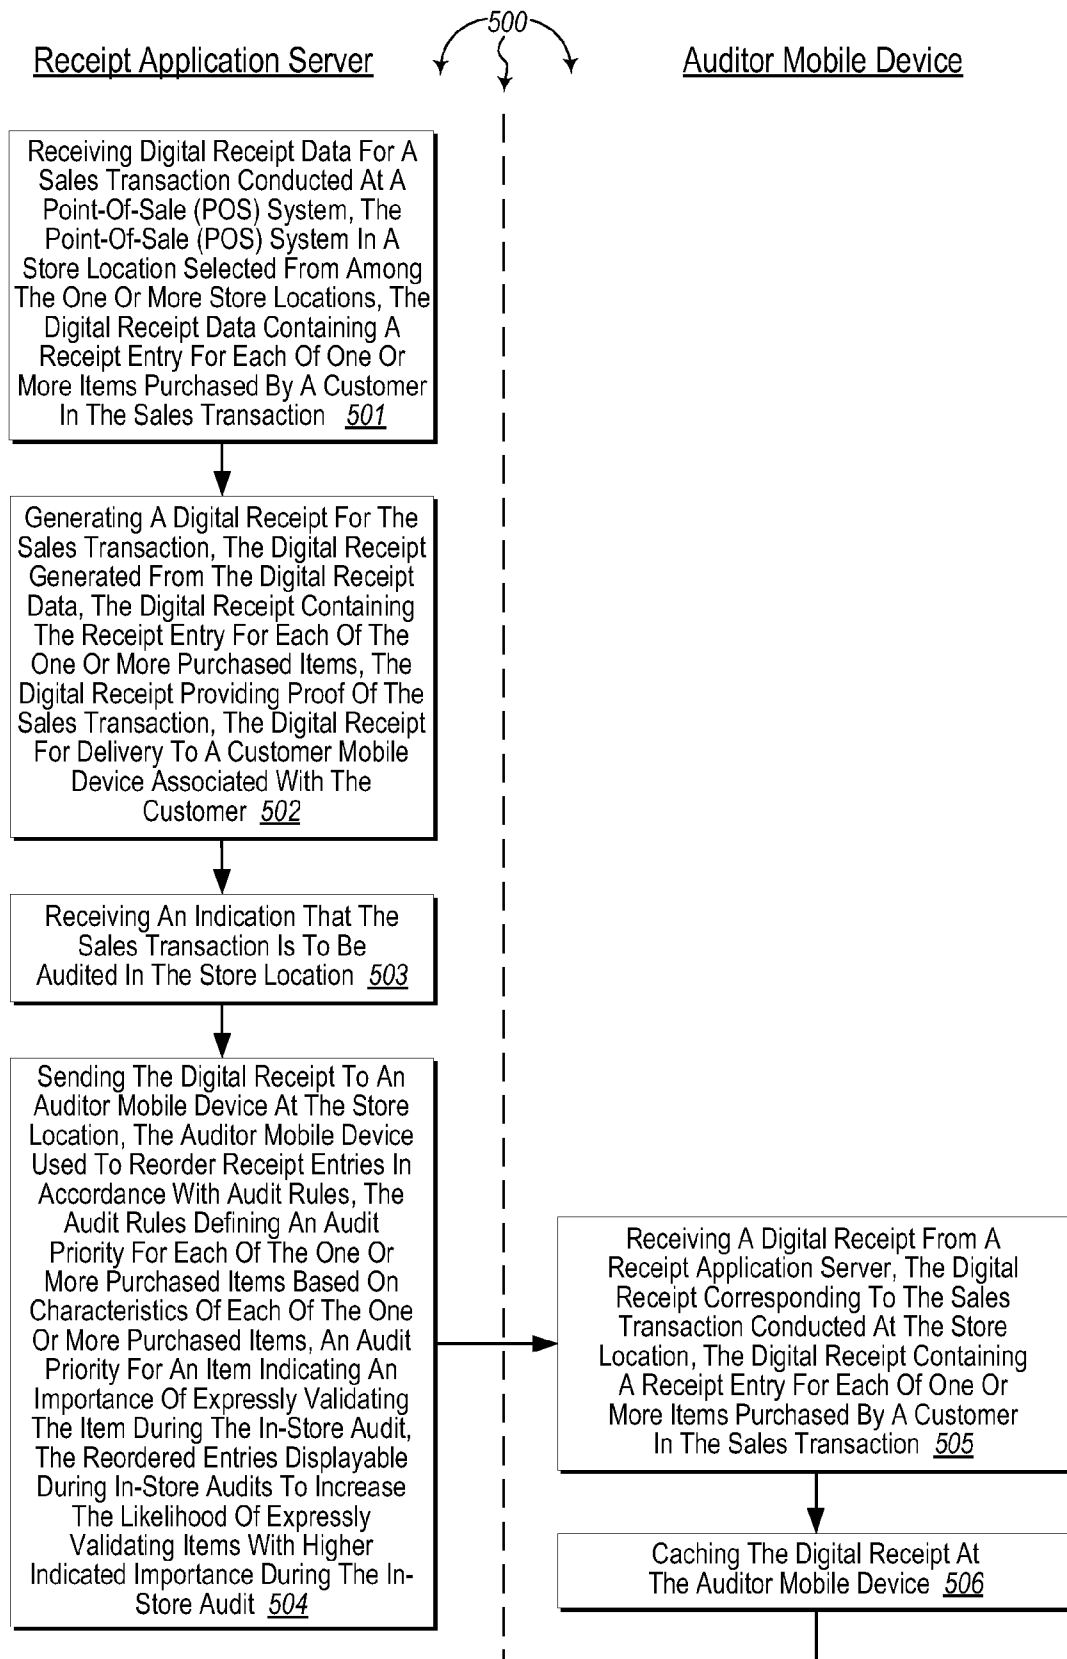 500
Receipt Application Server
Auditor Mobile Device
Receiving Digital Receipt Data For A
Sales Transaction Conducted At A
Point-Of-Sale (POS) System, The
Point-Of-Sale (POS) System In A
Store Location Selected From Among
The One Or More Store Locations, The
Digital Receipt Data Containing A
Receipt Entry For Each Of One Or
More Items Purchased By A Customer
In The Sales Transaction 501
Generating A Digital Receipt For The
Sales Transaction, The Digital Receipt
Generated From The Digital Receipt
Data, The Digital Receipt Containing
The Receipt Entry For Each Of The
One Or More Purchased Items, The
Digital Receipt Providing Proof Of The
Sales Transaction, The Digital Receipt
For Delivery To A Customer Mobile
Device Associated With The
Customer 502
Receiving An Indication That The
Sales Transaction Is To Be
Audited In The Store Location 503
Sending The Digital Receipt To An
Auditor Mobile Device At The Store
Location, The Auditor Mobile Device
Used To Reorder Receipt Entries In
Accordance With Audit Rules, The
Audit Rules Defining An Audit
Priority For Each Of The One Or
More Purchased Items Based On
Characteristics Of Each Of The One
Or More Purchased Items, An Audit
Priority For An Item Indicating An
Importance Of Expressly Validating
The Item During The In-Store Audit,
The Reordered Entries Displayable
During In-Store Audits To Increase
The Likelihood Of Expressly
Validating Items With Higher
Indicated Importance During The In-
Store Audit 504
Receiving A Digital Receipt From A
Receipt Application Server, The Digital
Receipt Corresponding To The Sales
Transaction Conducted At The Store
Location, The Digital Receipt Containing
A Receipt Entry For Each Of One Or
More Items Purchased By A Customer
In The Sales Transaction 505
Caching The Digital Receipt At
The Auditor Mobile Device 506